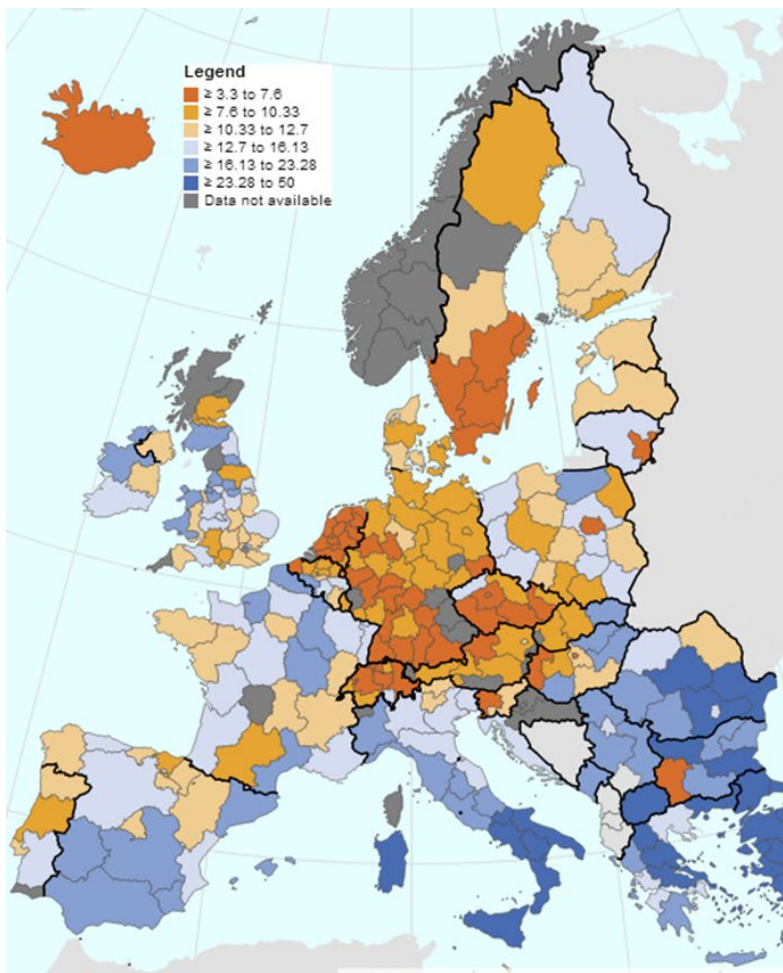 Legend
≥ 3.3 to 7.6
≥ 7.6 to 10.33
≥ 10.33 to 12.7
≥ 12.7 to 16.13
≥ 16.13 to 23.28
≥ 23.28 to 50
Data not available